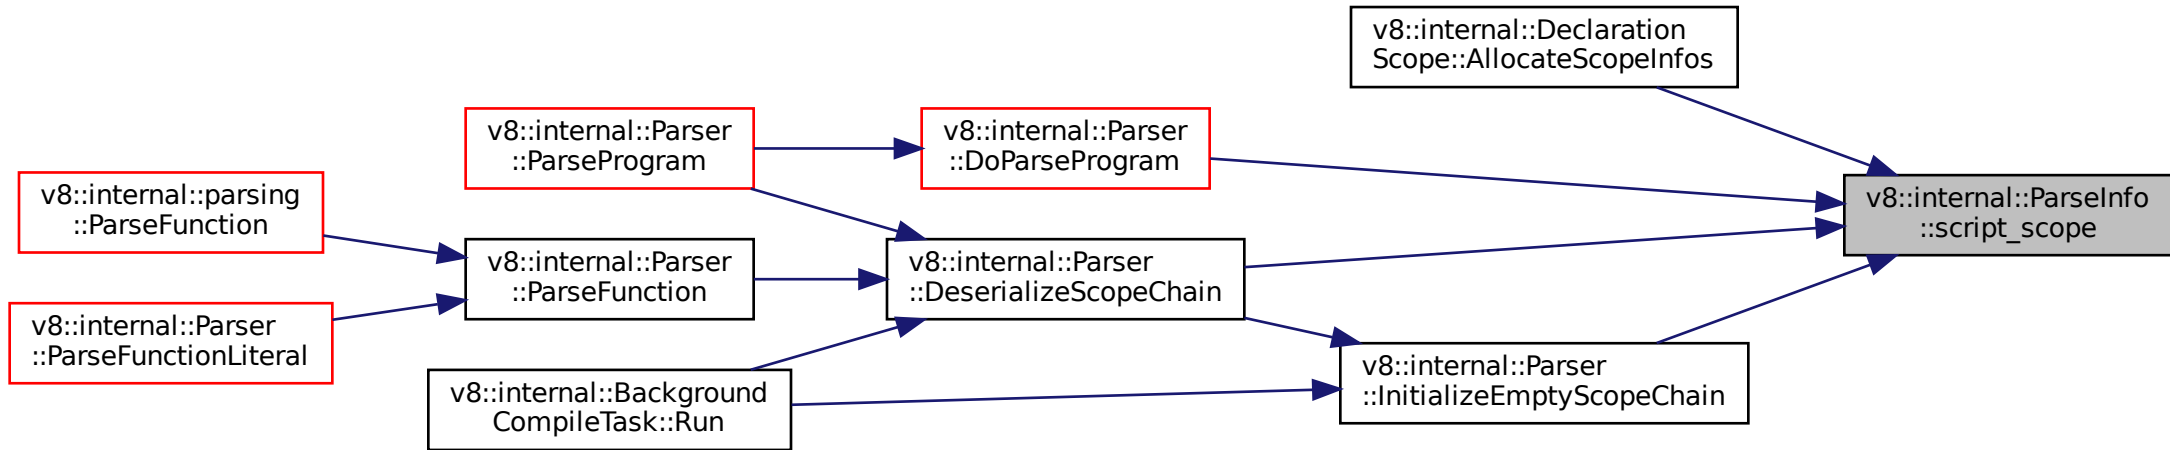 v8::internal::Declaration
Scope::AllocateScopeInfos
v8::internal::Parser
::ParseProgram
v8::internal::Parser
::DoParseProgram
v8::internal::parsing
::ParseFunction
v8::internal::ParseInfo
::script_scope
v8::internal::Parser
::ParseFunction
v8::internal::Parser
::DeserializeScopeChain
v8::internal::Parser
::ParseFunctionLiteral
v8::internal::Parser
::InitializeEmptyScopeChain
v8::internal::Background
CompileTask::Run